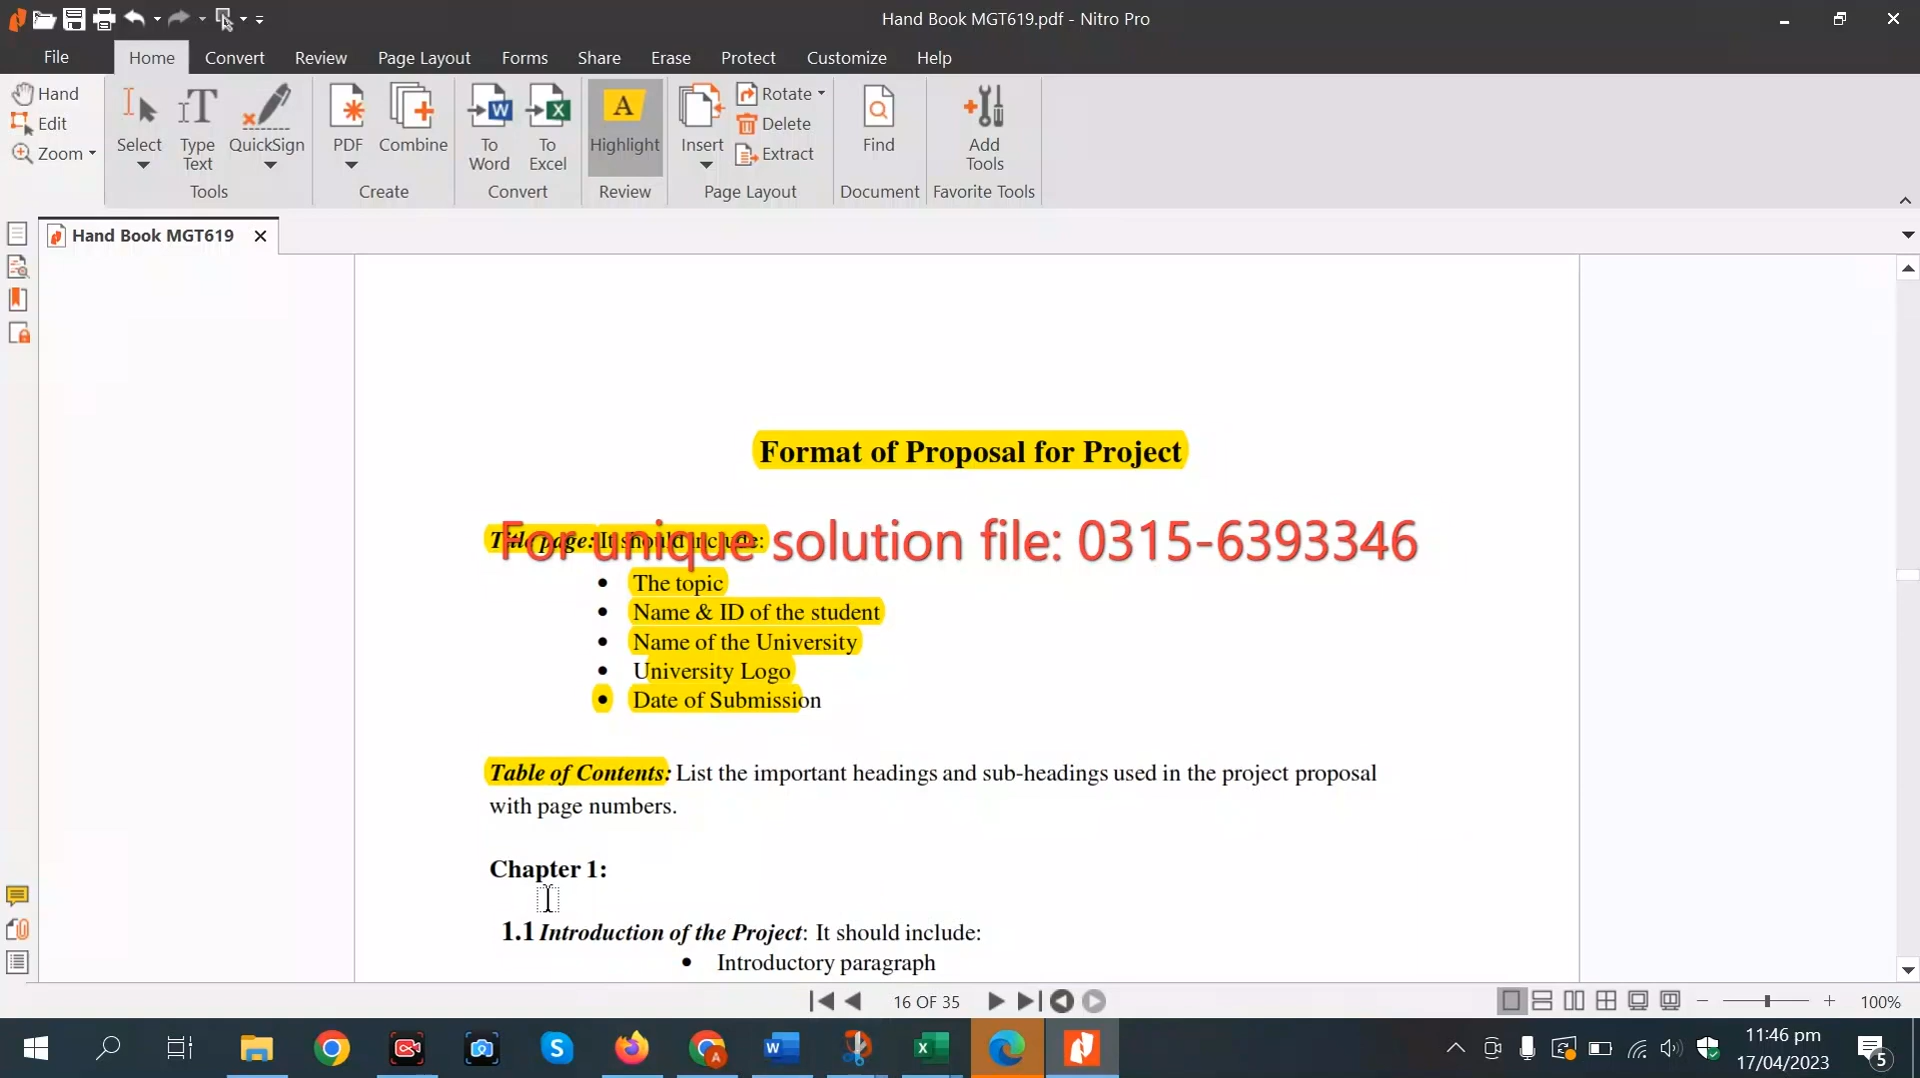 Hand Book MGT619.pdf - Nitro Pro
File Home Convert Review Page Layout Forms Share Erase Protect Customize Help
Hand
Edit
Zoom
Select
Type Text
QuickSign
Tools
PDF
Combine
Create
To Word
To Excel
Convert
Highlight
Review
Insert
Rotate
Delete
Extract
Page Layout
Find
Document
Add Tools
Favorite Tools
Hand Book MGT619
Format of Proposal for Project
Title page: It should include:
For unique solution file: 0315-6393346
• The topic
• Name & ID of the student
• Name of the University
• University Logo
• Date of Submission
Table of Contents: List the important headings and sub-headings used in the project proposal
with page numbers.
Chapter 1:
1.1 Introduction of the Project: It should include:
• Introductory paragraph
16 OF 35
100%
11:46 pm
17/04/2023
5